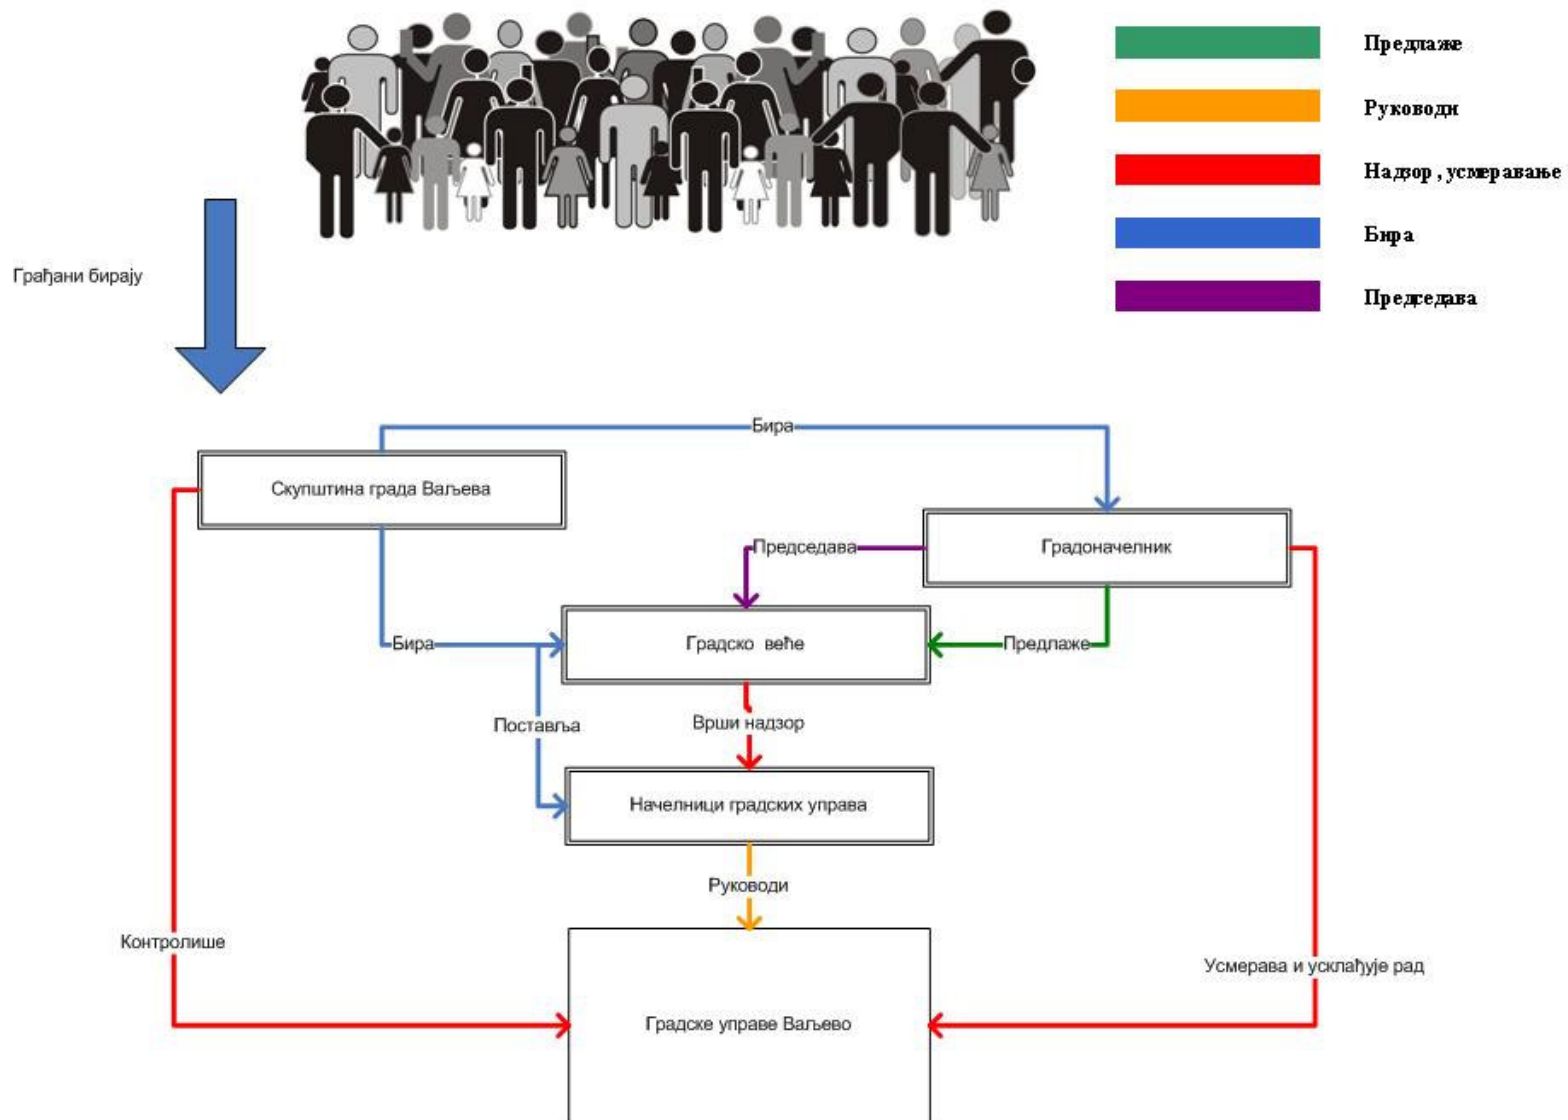 Предлаже
Руководи
Надзор , усмеравање
Бира
Председава
Грађани бирају
Бира
Скупштина града Ваљева
Председава
Градоначелник
Бира
Градско веће
Предлаже
Поставља
Врши надзор
Начелници градских управа
Руководи
Контролише
Усмерава и усклађује рад
Градске управе Ваљево